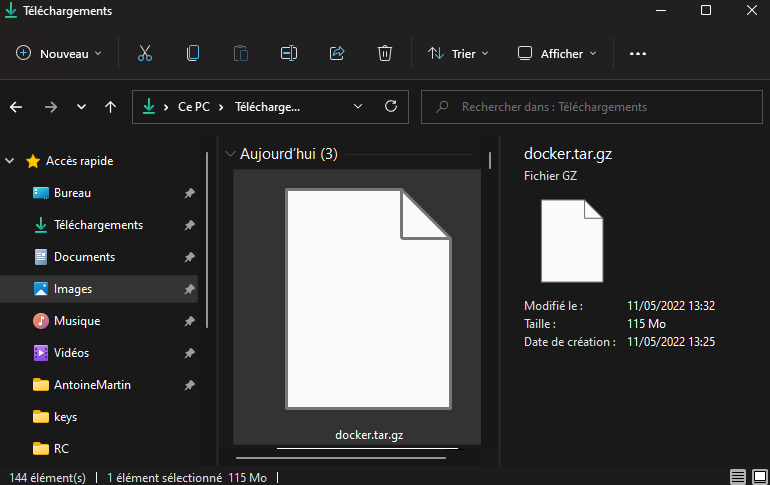 Téléchargements
Nouveau
Trier
Afficher
Ce PC
Télécharge...
Rechercher dans : Téléchargements
Accès rapide
Bureau
Téléchargements
Documents
Images
Musique
Vidéos
AntoineMartin
keys
RC
Aujourd'hui (3)
docker.tar.gz
docker.tar.gz
Fichier GZ
Modifié le : 11/05/2022 13:32
Taille : 115 Mo
Date de création : 11/05/2022 13:25
144 élément(s) 1 élément sélectionné 115 Mo